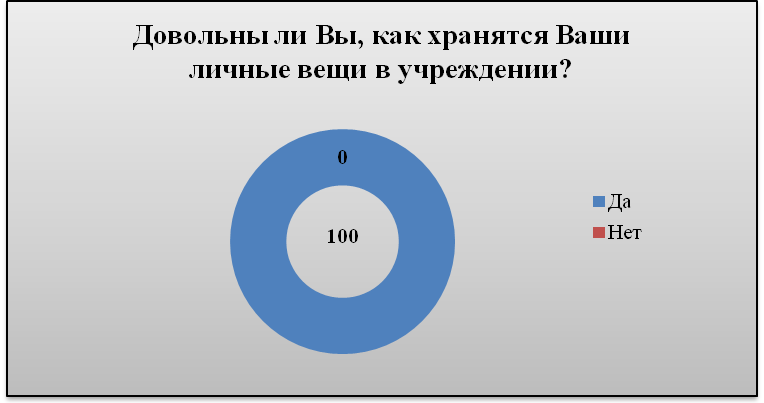 Довольны ли Вы, как хранятся Ваши
личные вещи в учреждении?
0
100
Да
Нет